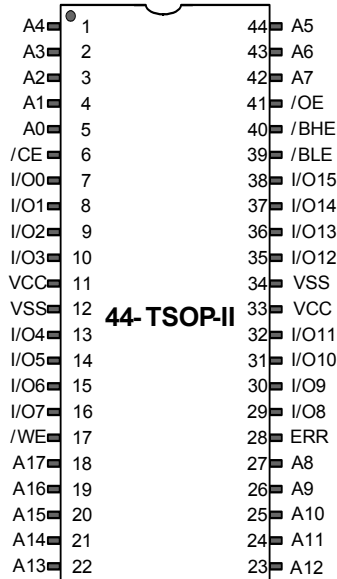 A4 1 44 A5
A3 2 43 A6
A2 3 42 A7
A1 4 41 /OE
A0 5 40 /BHE
/CE 6 39 /BLE
I/O0 7 38 I/O15
I/O1 8 37 I/O14
I/O2 9 36 I/O13
I/O3 10 35 I/O12
VCC 11 34 VSS
VSS 12 33 VCC
44-TSOP-II
I/O4 13 32 I/O11
I/O5 14 31 I/O10
I/O6 15 30 I/O9
I/O7 16 29 I/O8
/WE 17 28 ERR
A17 18 27 A8
A16 19 26 A9
A15 20 25 A10
A14 21 24 A11
A13 22 23 A12